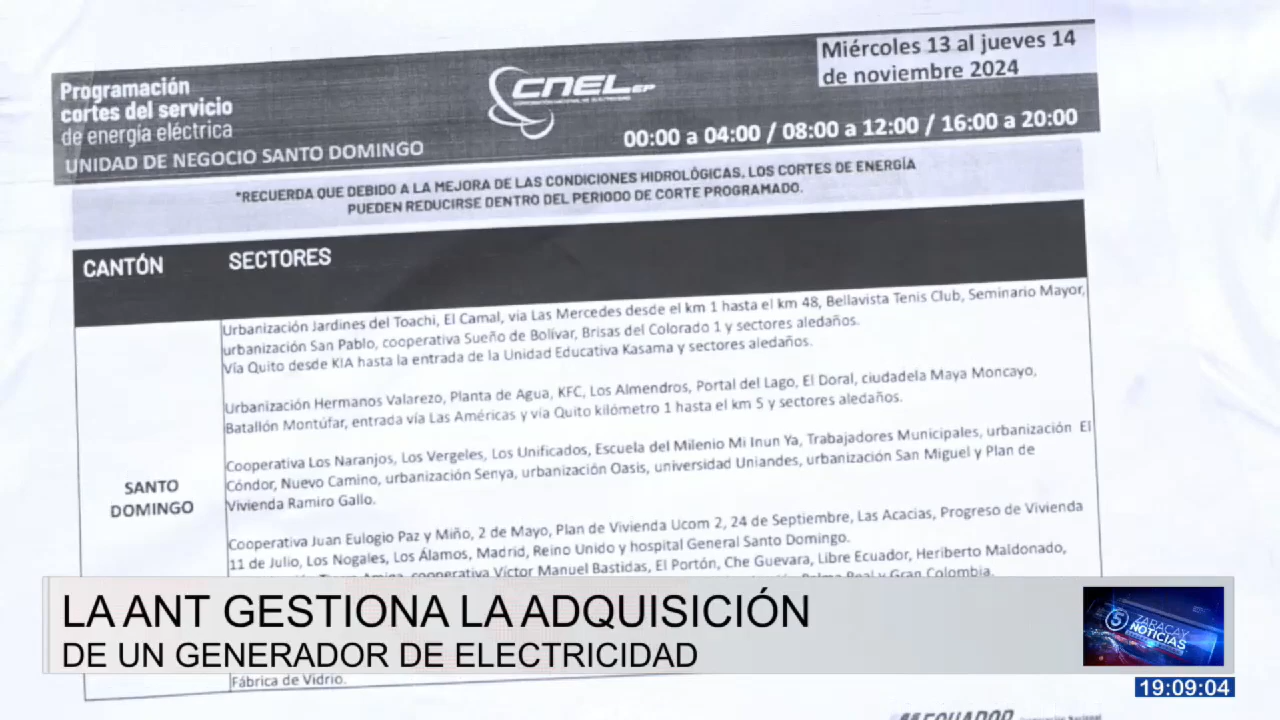 Programación
cortes del servicio
de energía eléctrica
UNIDAD DE NEGOCIO SANTO DOMINGO
CNEL EP
CORPORACIÓN NACIONAL DE ELECTRICIDAD
Miércoles 13 al jueves 14
de noviembre 2024
00:00 a 04:00 / 08:00 a 12:00 / 16:00 a 20:00
*RECUERDA QUE DEBIDO A LA MEJORA DE LAS CONDICIONES HIDROLÓGICAS, LOS CORTES DE ENERGÍA
PUEDEN REDUCIRSE DENTRO DEL PERIODO DE CORTE PROGRAMADO.
CANTÓN
SECTORES
SANTO
DOMINGO
Urbanización Jardines del Toachi, El Camal, via Las Mercedes desde el km 1 hasta el km 48, Bellavista Tenis Club, Seminario Mayor,
urbanización San Pablo, cooperativa Sueño de Bolívar, Brisas del Colorado 1 y sectores aledaños.
Vía Quito desde KIA hasta la entrada de la Unidad Educativa Kasama y sectores aledaños.
Urbanización Hermanos Valarezo, Planta de Agua, KFC, Los Almendros, Portal del Lago, El Doral, ciudadela Maya Moncayo,
Batallón Montúfar, entrada vía Las Américas y vía Quito kilómetro 1 hasta el km 5 y sectores aledaños.
Cooperativa Los Naranjos, Los Vergeles, Los Unificados, Escuela del Milenio Mi Inun Ya, Trabajadores Municipales, urbanización El
Cóndor, Nuevo Camino, urbanización Senya, urbanización Oasis, universidad Uniandes, urbanización San Miguel y Plan de
Vivienda Ramiro Gallo.
Cooperativa Juan Eulogio Paz y Miño, 2 de Mayo, Plan de Vivienda Ucom 2, 24 de Septiembre, Las Acacias, Progreso de Vivienda
11 de Julio, Los Nogales, Los Álamos, Madrid, Reino Unido y hospital General Santo Domingo.
cooperativa Víctor Manuel Bastidas, El Portón, Che Guevara, Libre Ecuador, Heriberto Maldonado,
Palma Real y Gran Colombia.
LA ANT GESTIONA LA ADQUISICIÓN
DE UN GENERADOR DE ELECTRICIDAD
5 ZARACAY
NOTICIAS
19:09:04
Fábrica de Vidrio.
ECUADOR